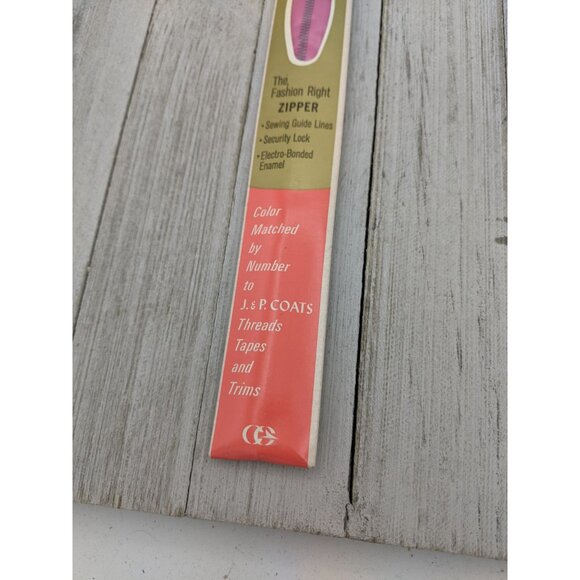 The
Fashion Right
ZIPPER
• Sewing Guide Lines
• Security Lock
• Electro-Bonded
Enamel
Color
Matched
by
Number
to
J. & P. COATS
Threads
Tapes
and
Trims